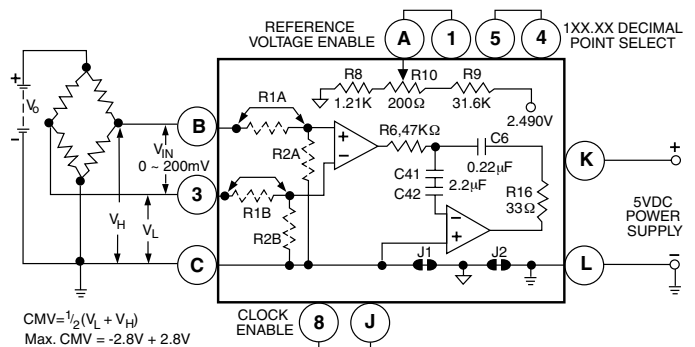 REFERENCE
VOLTAGE ENABLE
A
1
5
4
1XX.XX DECIMAL
POINT SELECT
R8
1.21K
R10
200Ω
R9
31.6K
2.490V
+
Vo
-
B
R1A
VIN
0 ~ 200mV
R2A
+
-
R6,47KΩ
C6
0.22µF
C41
C42
2.2µF
R16
33Ω
K
+
3
R1B
VH
VL
R2B
-
+
5VDC
POWER
SUPPLY
C
J1
J2
L
-
CMV=1/2(VL + VH)
Max. CMV = -2.8V + 2.8V
CLOCK
ENABLE
8
J